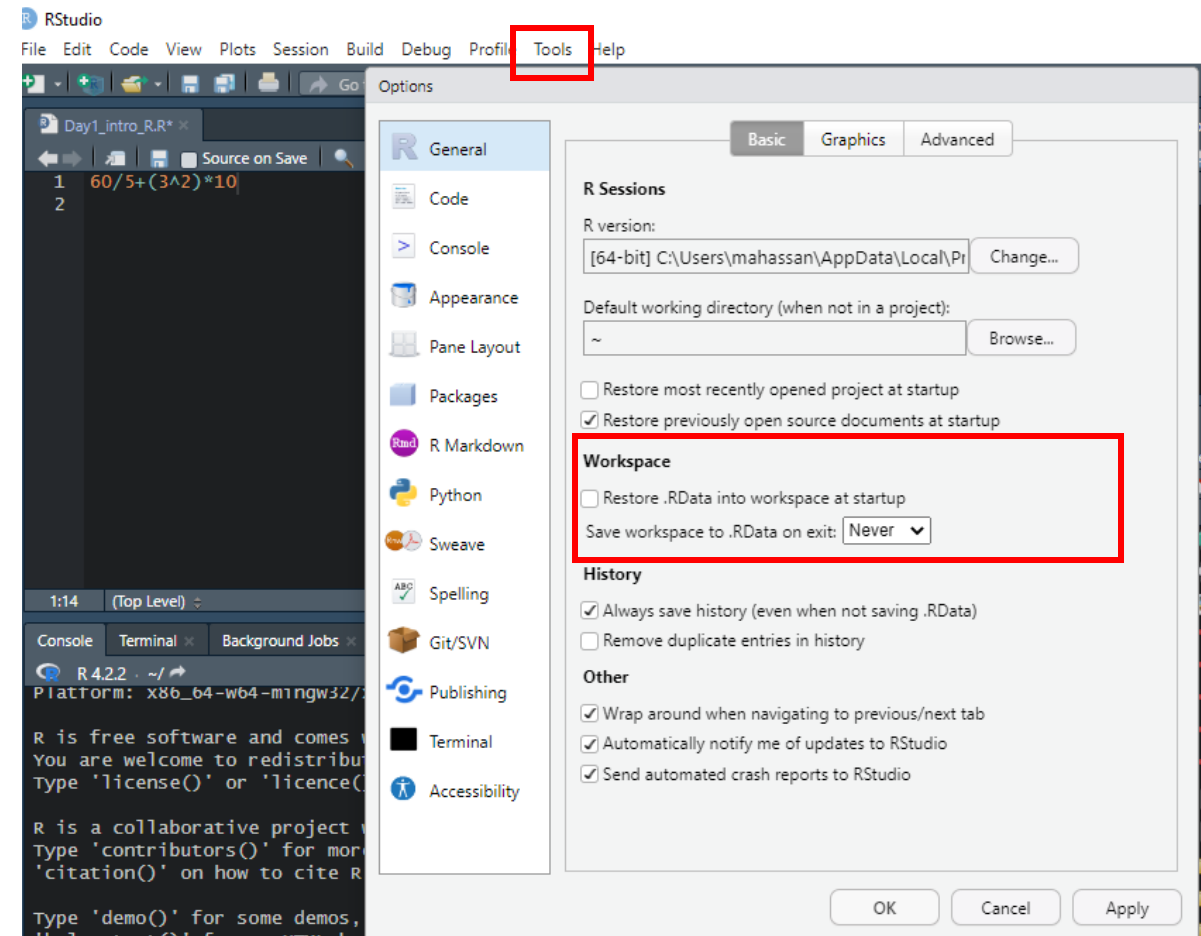 RStudio
File Edit Code View Plots Session Build Debug Profile Tools Help
Go
Options
Day1_intro_R.R*
Source on Save
1 60/5+(3^2)*10
2
1:14 (Top Level)
Console Terminal Background Jobs
R 4.2.2 · ~/
Platform: x86_64-w64-mingw32/
R is free software and comes
You are welcome to redistribu
Type 'license()' or 'licence(
R is a collaborative project
Type 'contributors()' for mor
'citation()' on how to cite R
Type 'demo()' for some demos,
General
Code
Console
Appearance
Pane Layout
Packages
Rmd R Markdown
Python
Sweave
ABC Spelling
Git/SVN
Publishing
Terminal
Accessibility
Basic Graphics Advanced
R Sessions
R version:
[64-bit] C:\Users\mahassan\AppData\Local\Pr Change...
Default working directory (when not in a project):
~ Browse...
Restore most recently opened project at startup
Restore previously open source documents at startup
Workspace
Restore .RData into workspace at startup
Save workspace to .RData on exit: Never
History
Always save history (even when not saving .RData)
Remove duplicate entries in history
Other
Wrap around when navigating to previous/next tab
Automatically notify me of updates to RStudio
Send automated crash reports to RStudio
OK Cancel Apply